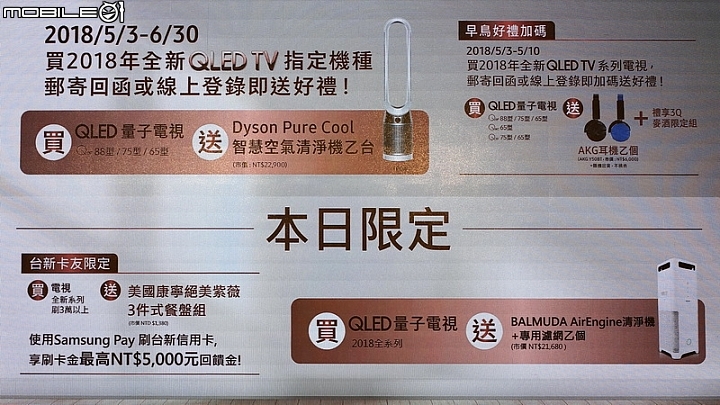 MOBILE01
2018/5/3-6/30
買2018年全新QLED TV 指定機種
郵寄回函或線上登錄即送好禮！
買
QLED 量子電視
88型 / 75型 / 65型
送
Dyson Pure Cool
智慧空氣清淨機乙台
(市價 : NT$22,900)
早鳥好禮加碼
2018/5/3-5/10
買2018年全新QLED TV 系列電視，
郵寄回函或線上登錄即加碼送好禮！
買
QLED 量子電視
88型 / 75型 / 65型
65型
75型 / 65型
送
AKG耳機乙個
+
禮享3Q
麥酒限定組
本日限定
台新卡友限定
買
電視
全新系列
刷3萬以上
送
美國康寧絕美紫薇
3件式餐盤組
(市價 NTD $1,580)
使用Samsung Pay 刷台新信用卡，
享刷卡金最高NT$5,000元回饋金!
買
QLED 量子電視
2018全系列
送
BALMUDA AirEngine清淨機
+專用濾網乙個
(市價 NT$21,680 )